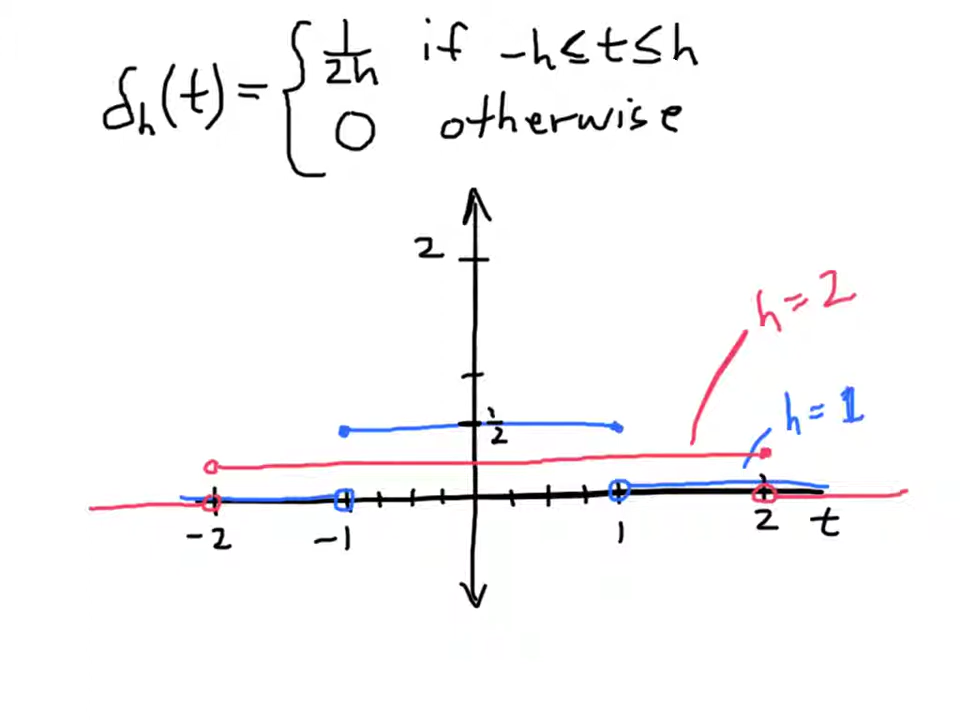 δh(t) = { 1/2h if -h ≤ t ≤ h
0 otherwise
2
h = 2
1/2
h = 1
-2 -1 1 2 t